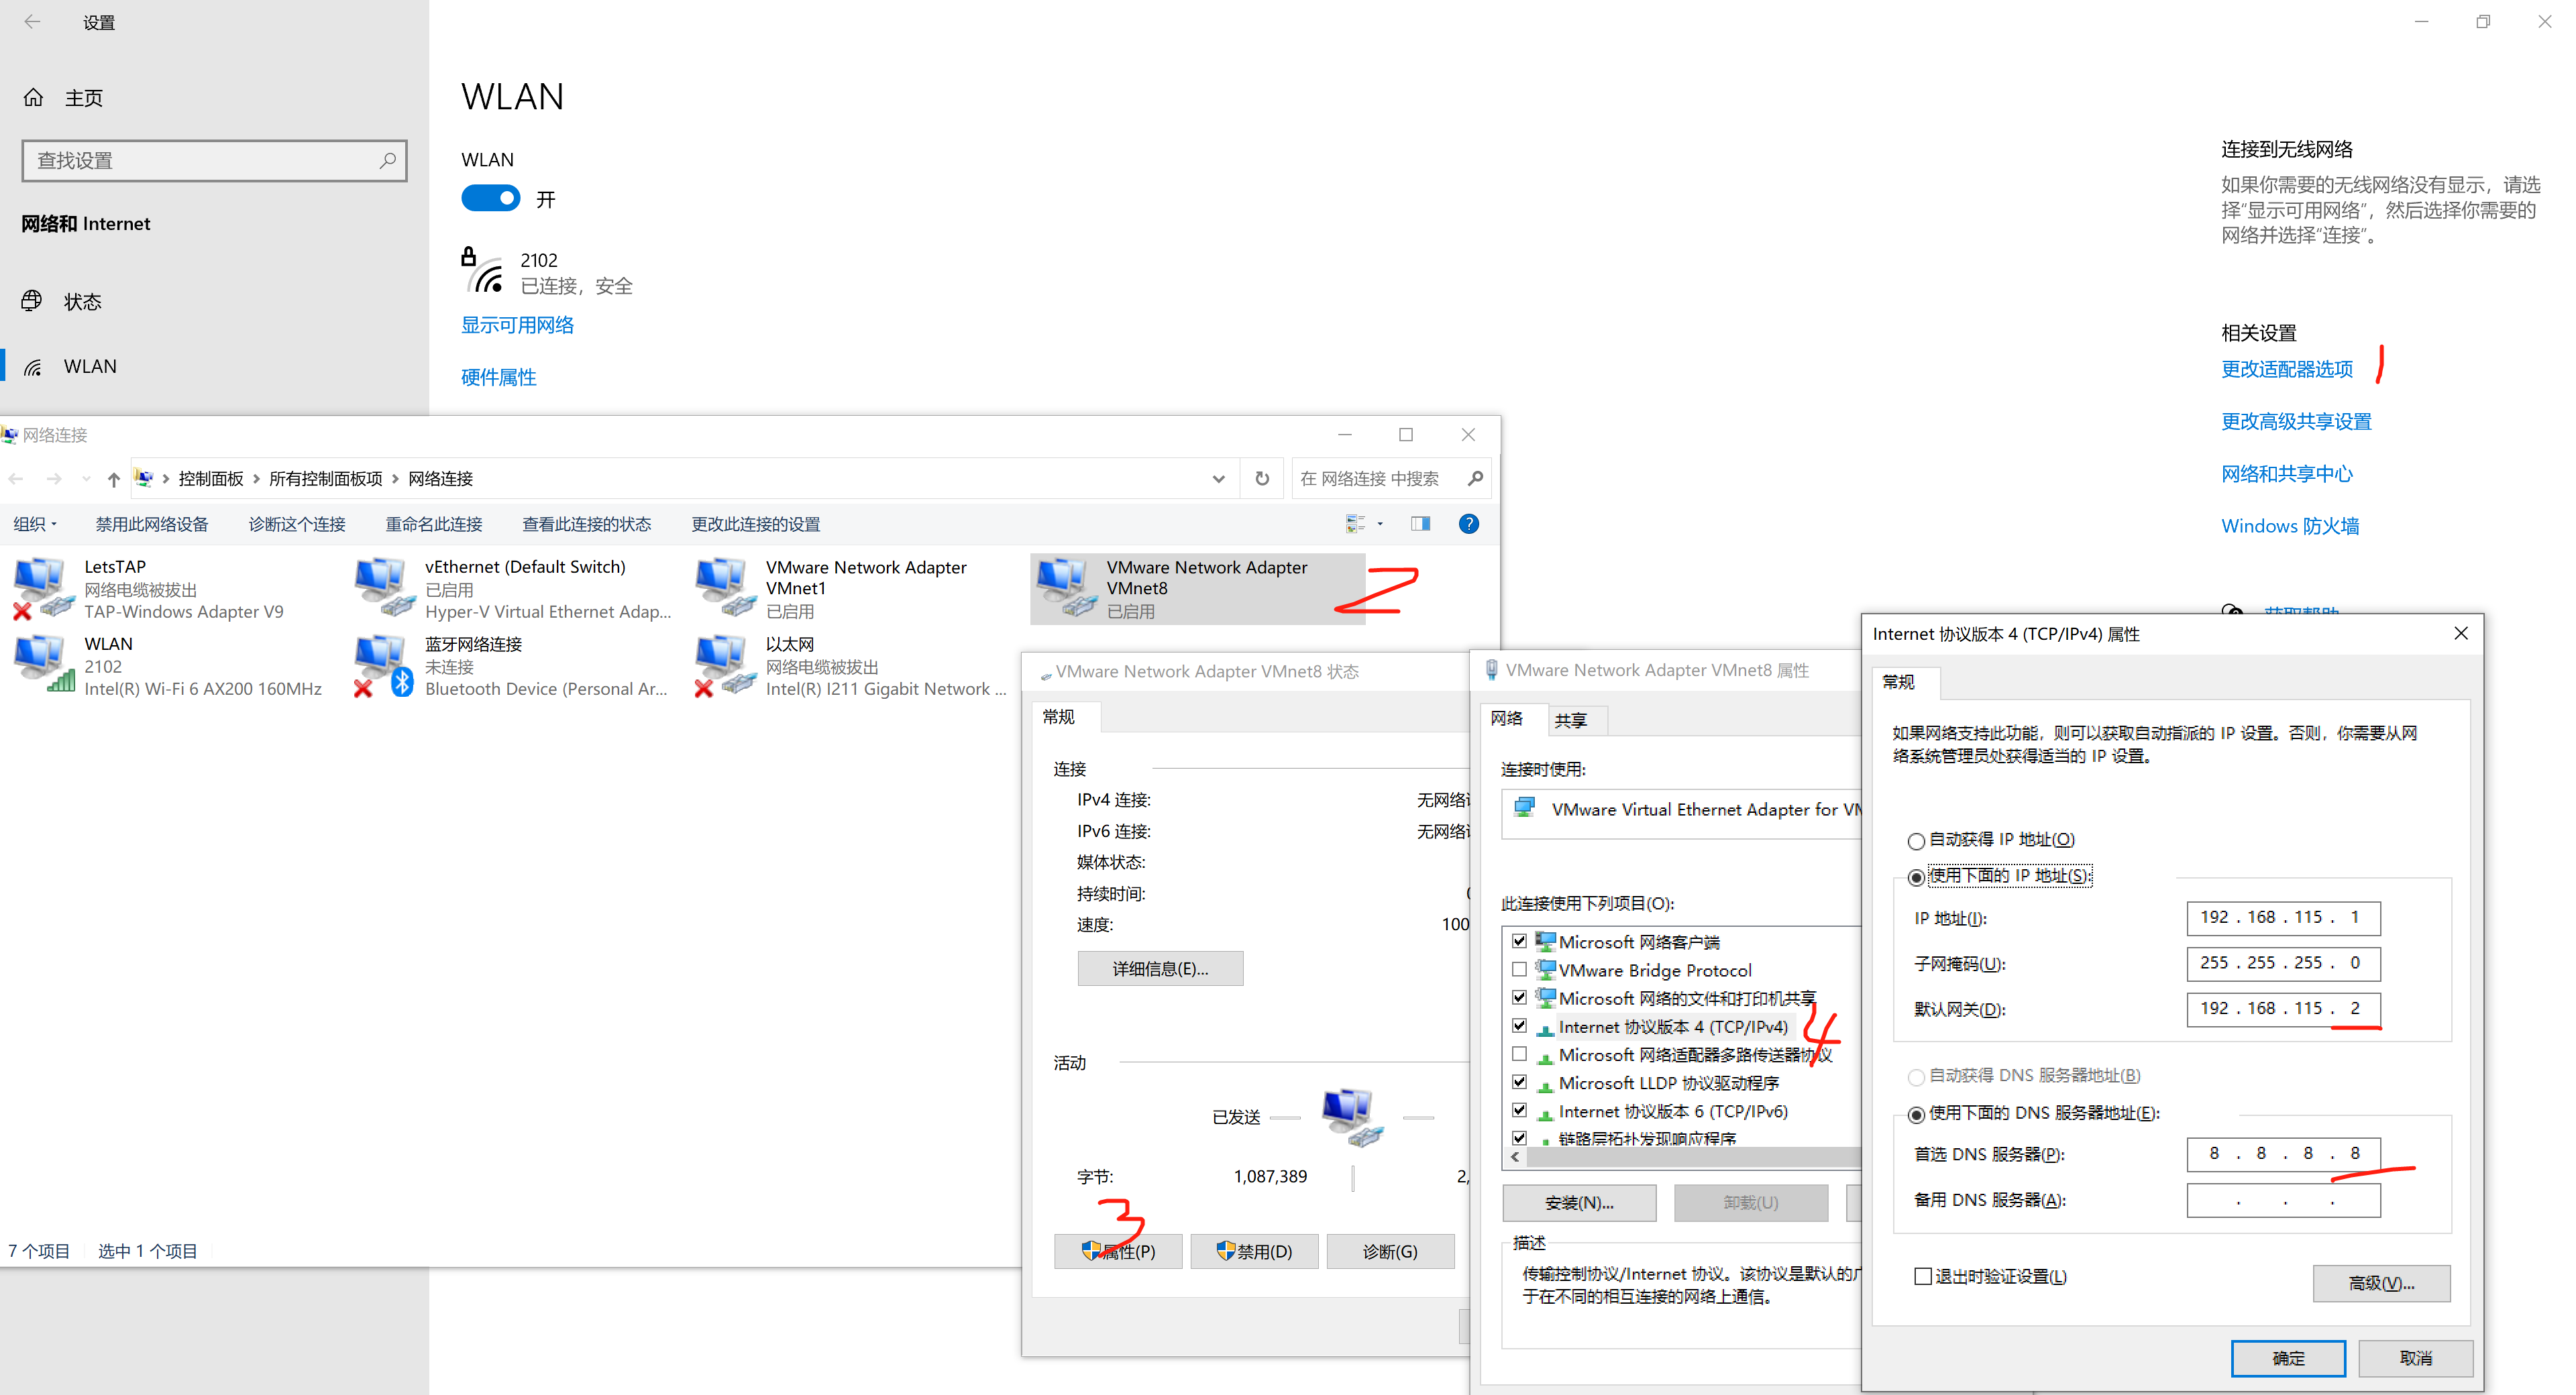 设置
主页
查找设置
网络和 Internet
状态
WLAN
WLAN
WLAN
开
2102
已连接，安全
显示可用网络
硬件属性
连接到无线网络
如果你需要的无线网络没有显示，请选
择“显示可用网络”，然后选择你需要的
网络并选择“连接”。
相关设置
更改适配器选项
1
更改高级共享设置
网络和共享中心
Windows 防火墙
网络连接
控制面板 > 所有控制面板项 > 网络连接
在 网络连接 中搜索
组织
禁用此网络设备
诊断这个连接
重命名此连接
查看此连接的状态
更改此连接的设置
LetsTAP
网络电缆被拔出
TAP-Windows Adapter V9
vEthernet (Default Switch)
已启用
Hyper-V Virtual Ethernet Adap...
VMware Network Adapter
VMnet1
已启用
VMware Network Adapter
VMnet8
已启用
2
WLAN
2102
Intel(R) Wi-Fi 6 AX200 160MHz
蓝牙网络连接
未连接
Bluetooth Device (Personal Ar...
以太网
网络电缆被拔出
Intel(R) I211 Gigabit Network ...
7 个项目
选中 1 个项目
VMware Network Adapter VMnet8 状态
常规
连接
IPv4 连接:
无网络
IPv6 连接:
无网络
媒体状态:
持续时间:
速度:
100
详细信息(E)...
活动
已发送
字节:
1,087,389
2,
3
属性(P)
禁用(D)
诊断(G)
VMware Network Adapter VMnet8 属性
网络
共享
连接时使用:
VMware Virtual Ethernet Adapter for VM
此连接使用下列项目(O):
Microsoft 网络客户端
VMware Bridge Protocol
Microsoft 网络的文件和打印机共享
Internet 协议版本 4 (TCP/IPv4)
4
Microsoft 网络适配器多路传送器协议
Microsoft LLDP 协议驱动程序
Internet 协议版本 6 (TCP/IPv6)
链路层拓扑发现响应程序
安装(N)...
卸载(U)
描述
传输控制协议/Internet 协议。该协议是默认的广
于在不同的相互连接的网络上通信。
Internet 协议版本 4 (TCP/IPv4) 属性
常规
如果网络支持此功能，则可以获取自动指派的 IP 设置。否则，你需要从网
络系统管理员处获得适当的 IP 设置。
自动获得 IP 地址(O)
使用下面的 IP 地址(S):
IP 地址(I):
192 . 168 . 115 . 1
子网掩码(U):
255 . 255 . 255 . 0
默认网关(D):
192 . 168 . 115 . 2
自动获得 DNS 服务器地址(B)
使用下面的 DNS 服务器地址(E):
首选 DNS 服务器(P):
8 . 8 . 8 . 8
备用 DNS 服务器(A):
. . .
退出时验证设置(L)
高级(V)...
确定
取消